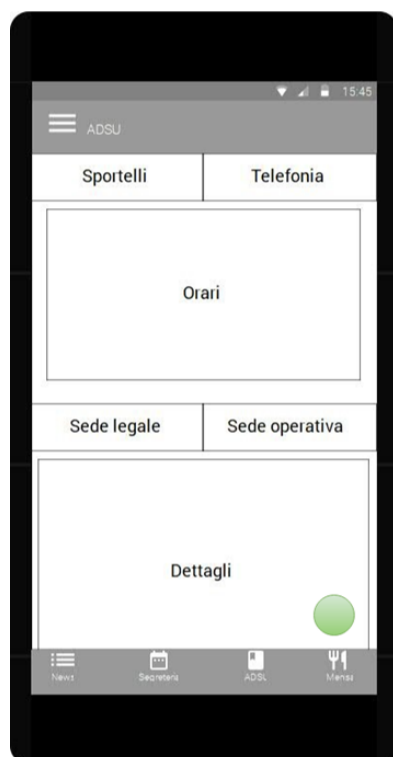 15:45
ADSU
Sportelli Telefonia
Orari
Sede legale Sede operativa
Dettagli
News Segreteria ADSU Mensa